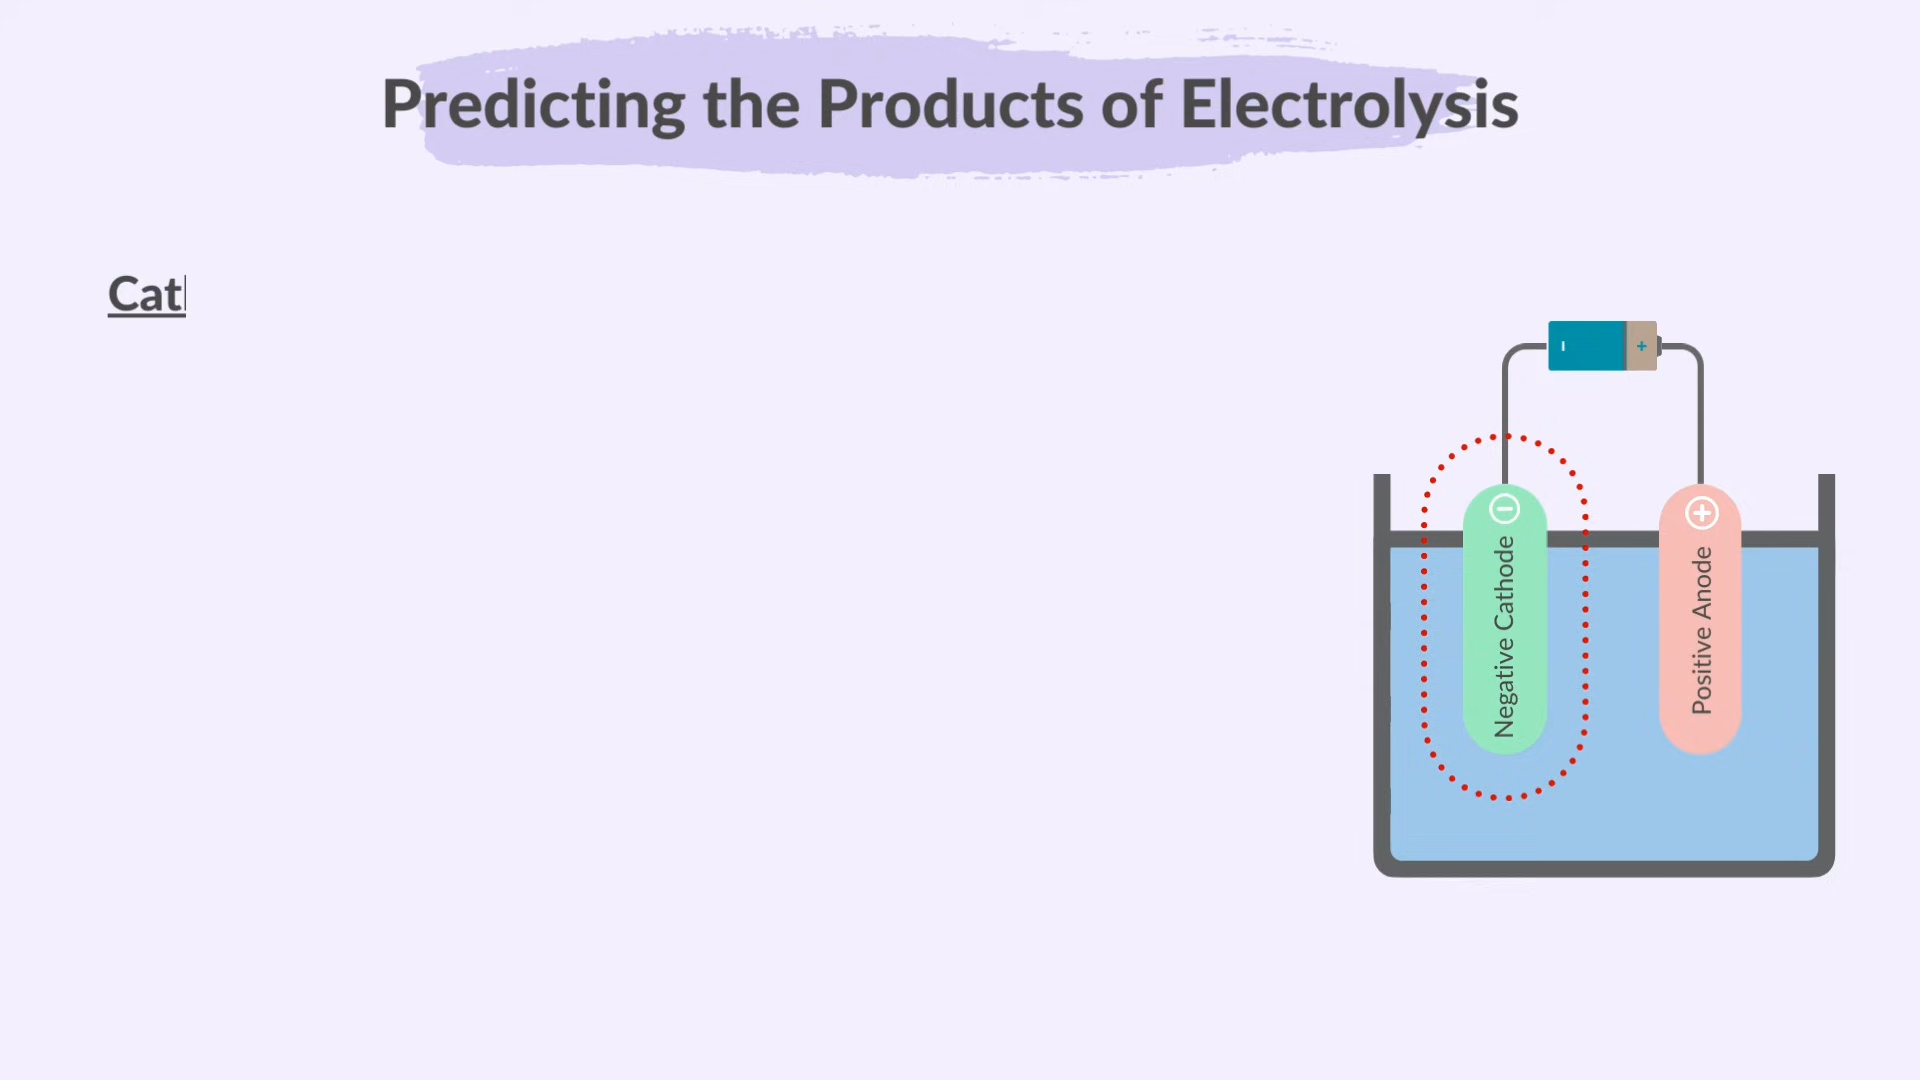 Predicting the Products of Electrolysis
Cat
Negative Cathode
Positive Anode